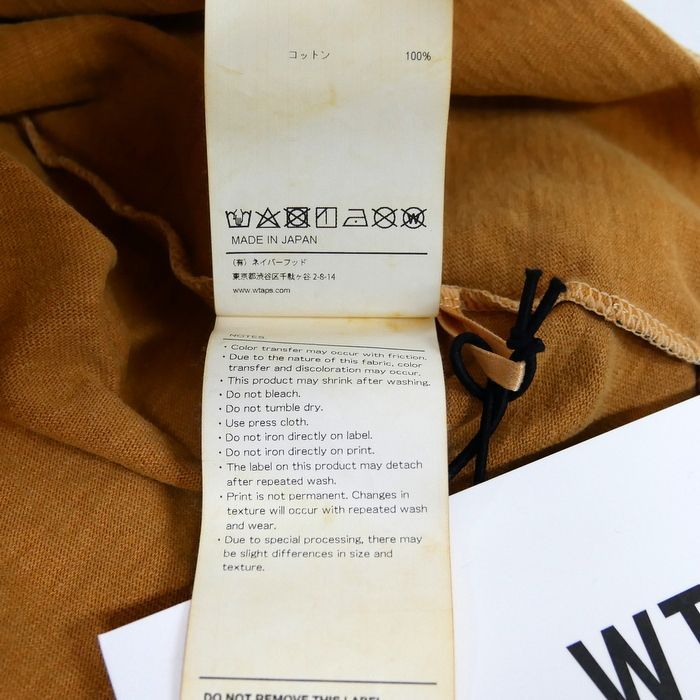 コットン 100%
MADE IN JAPAN
(有) ネイバーフッド
東京都渋谷区千駄ヶ谷 2-8-14
www.wtaps.com
NOTES
・Color transfer may occur with friction.
・Due to the nature of this fabric, color
transfer and discoloration may occur.
・This product may shrink after washing.
・Do not bleach.
・Do not tumble dry.
・Use press cloth.
・Do not iron directly on label.
・Do not iron directly on print.
・The label on this product may detach
after repeated wash.
・Print is not permanent. Changes in
texture will occur with repeated wash
and wear.
・Due to special processing, there may
be slight differences in size and
texture.
DO NOT REMOVE THIS LABEL
WT